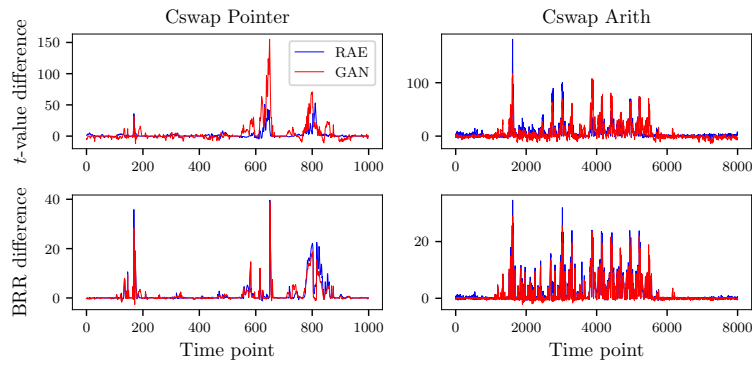 Cswap Pointer
Cswap Arith
t-value difference
150
100
50
0
RAE
GAN
0 200 400 600 800 1000
100
0
0 2000 4000 6000 8000
BRR difference
40
20
0
0 200 400 600 800 1000
Time point
20
0
0 2000 4000 6000 8000
Time point